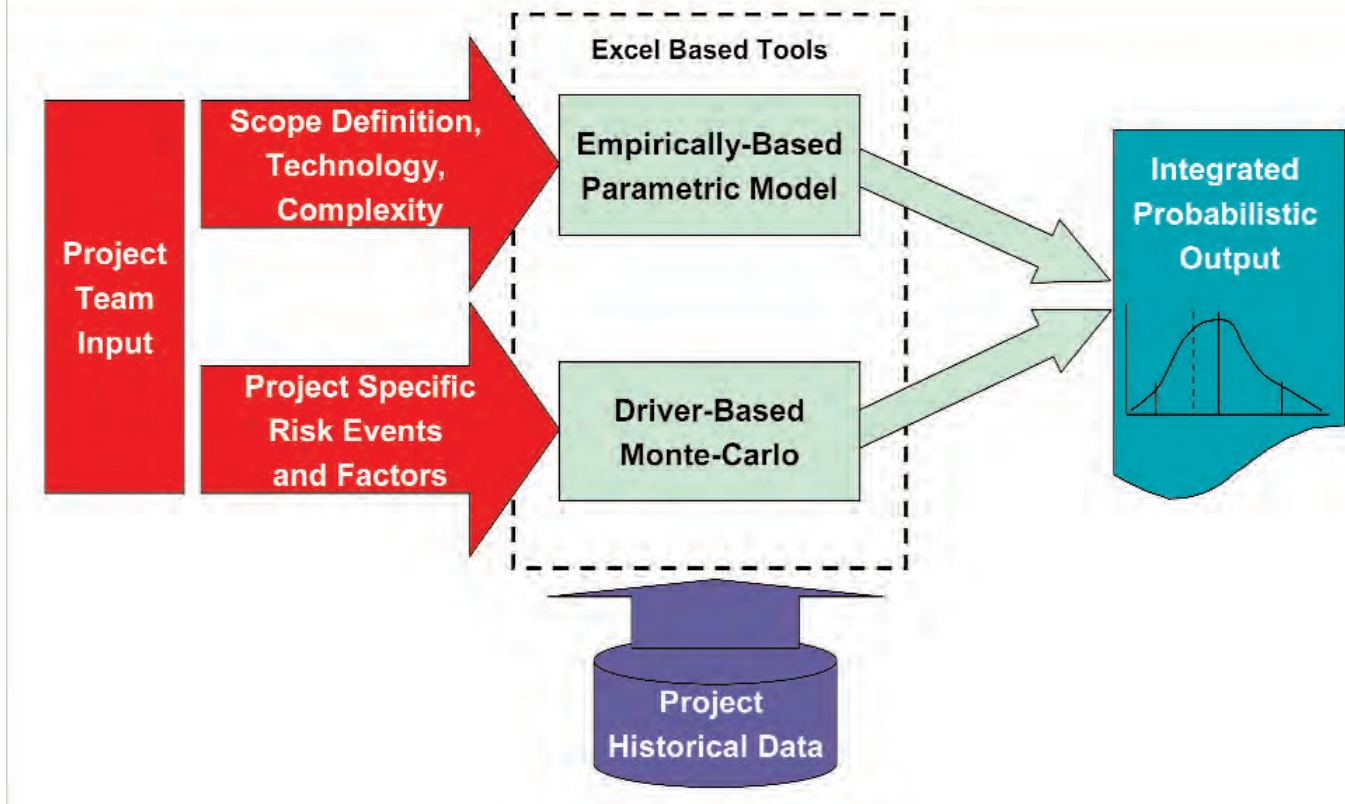 Excel Based Tools
Project
Team
Input
Scope Definition,
Technology,
Complexity
Empirically-Based
Parametric Model
Integrated
Probabilistic
Output
Project Specific
Risk Events
and Factors
Driver-Based
Monte-Carlo
Project
Historical Data